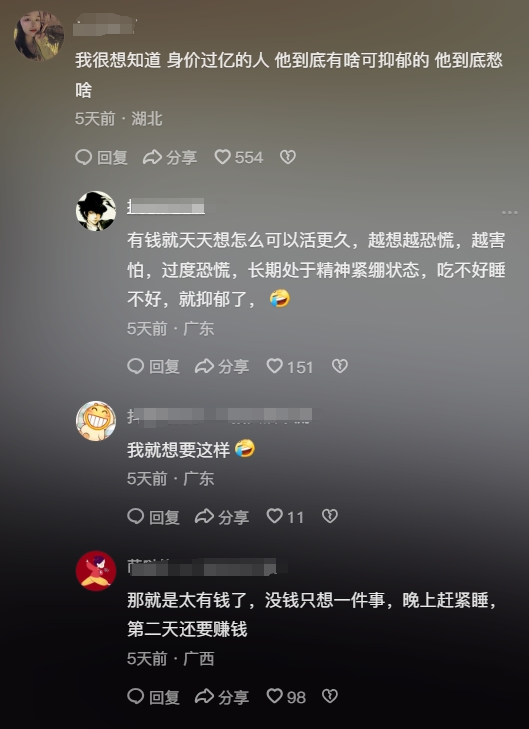 我很想知道 身价过亿的人 他到底有啥可抑郁的 他到底愁
啥
5天前 · 湖北
回复 分享 554
有钱就天天想怎么可以活更久，越想越恐慌，越害
怕，过度恐慌，长期处于精神紧绷状态，吃不好睡
不好，就抑郁了，🤣
5天前 · 广东
回复 分享 151
我就想要这样🤣
5天前 · 广东
回复 分享 11
那就是太有钱了，没钱只想一件事，晚上赶紧睡，
第二天还要赚钱
5天前 · 广西
回复 分享 98